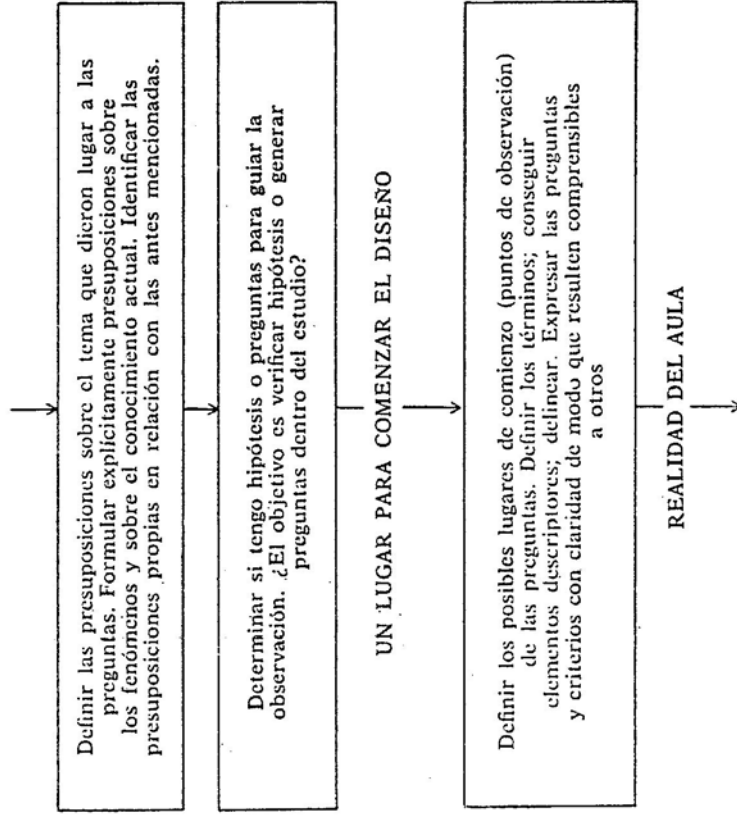 Definir las presuposiciones sobre el tema que dieron lugar a las
preguntas. Formular explícitamente presuposiciones sobre
los fenómenos y sobre el conocimiento actual. Identificar las
presuposiciones propias en relación con las antes mencionadas.
Determinar si tengo hipótesis o preguntas para guiar la
observación. ¿El objetivo es verificar hipótesis o generar
preguntas dentro del estudio?
UN LUGAR PARA COMENZAR EL DISEÑO
Definir los posibles lugares de comienzo (puntos de observación)
de las preguntas. Definir los términos; conseguir
elementos descriptores; delinear. Expresar las preguntas
y criterios con claridad de modo que resulten comprensibles
a otros
REALIDAD DEL AULA